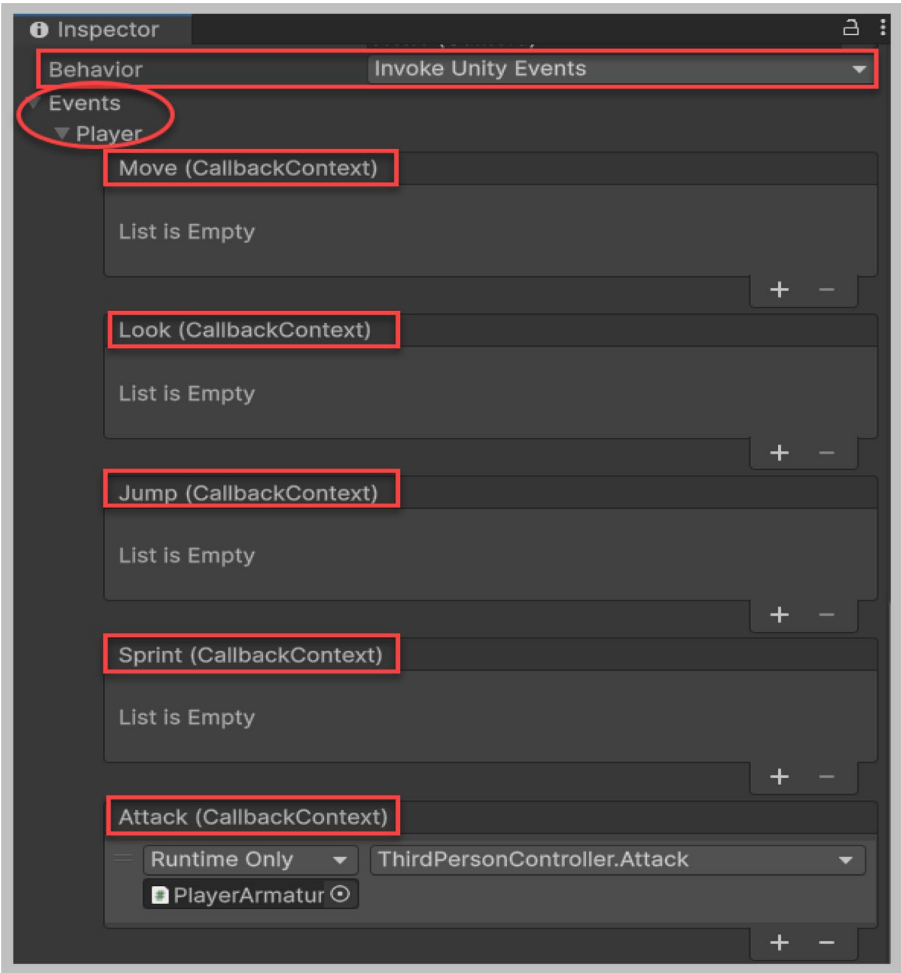 Inspector
Behavior Invoke Unity Events
Events
Player
Move (CallbackContext)
List is Empty
+ −
Look (CallbackContext)
List is Empty
+ −
Jump (CallbackContext)
List is Empty
+ −
Sprint (CallbackContext)
List is Empty
+ −
Attack (CallbackContext)
Runtime Only ThirdPersonController.Attack
PlayerArmatur
+ −